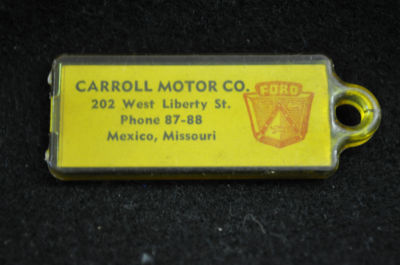 CARROLL MOTOR CO.
202 West Liberty St.
Phone 87-88
Mexico, Missouri
FORD